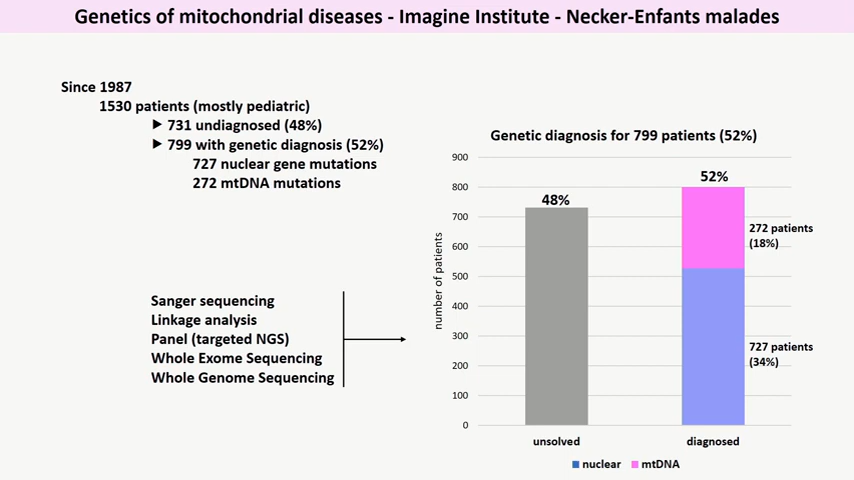 Genetics of mitochondrial diseases - Imagine Institute - Necker-Enfants malades
Since 1987
1530 patients (mostly pediatric)
731 undiagnosed (48%)
799 with genetic diagnosis (52%)
727 nuclear gene mutations
272 mtDNA mutations
Sanger sequencing
Linkage analysis
Panel (targeted NGS)
Whole Exome Sequencing
Whole Genome Sequencing
Genetic diagnosis for 799 patients (52%)
number of patients
900
800
700
600
500
400
300
200
100
0
48%
52%
272 patients
(18%)
727 patients
(34%)
unsolved
diagnosed
nuclear
mtDNA